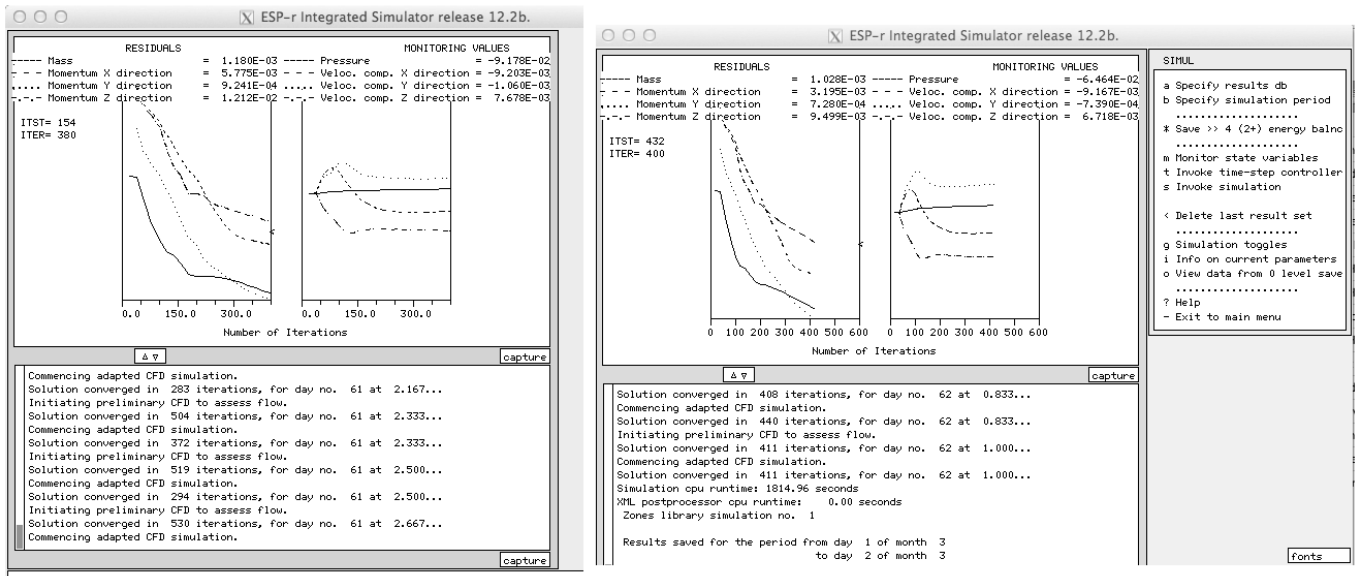 ESP-r Integrated Simulator release 12.2b.
RESIDUALS MONITORING VALUES
----- Mass = 1.180E-03 ----- Pressure = -9.178E-02
- - - Momentum X direction = 5.775E-03 - - - Veloc. comp. X direction = -9.203E-03
..... Momentum Y direction = 9.241E-04 ..... Veloc. comp. Y direction = -1.060E-03
-.-.- Momentum Z direction = 1.212E-02 -.-.- Veloc. comp. Z direction = 7.678E-03
ITST= 154
ITER= 380
0.0 150.0 300.0 0.0 150.0 300.0
Number of Iterations
capture
Commencing adapted CFD simulation.
Solution converged in 283 iterations, for day no. 61 at 2.167...
Initiating preliminary CFD to assess flow.
Solution converged in 504 iterations, for day no. 61 at 2.333...
Commencing adapted CFD simulation.
Solution converged in 372 iterations, for day no. 61 at 2.333...
Initiating preliminary CFD to assess flow.
Solution converged in 519 iterations, for day no. 61 at 2.500...
Commencing adapted CFD simulation.
Solution converged in 294 iterations, for day no. 61 at 2.500...
Initiating preliminary CFD to assess flow.
Solution converged in 530 iterations, for day no. 61 at 2.667...
Commencing adapted CFD simulation.
capture
ESP-r Integrated Simulator release 12.2b.
RESIDUALS MONITORING VALUES
----- Mass = 1.028E-03 ----- Pressure = -6.464E-02
- - - Momentum X direction = 3.195E-03 - - - Veloc. comp. X direction = -9.167E-03
..... Momentum Y direction = 7.280E-04 ..... Veloc. comp. Y direction = -7.390E-04
-.-.- Momentum Z direction = 9.499E-03 -.-.- Veloc. comp. Z direction = 6.718E-03
ITST= 432
ITER= 400
0 100 200 300 400 500 600 0 100 200 300 400 500 600
Number of Iterations
capture
Solution converged in 408 iterations, for day no. 62 at 0.833...
Commencing adapted CFD simulation.
Solution converged in 440 iterations, for day no. 62 at 0.833...
Initiating preliminary CFD to assess flow.
Solution converged in 411 iterations, for day no. 62 at 1.000...
Commencing adapted CFD simulation.
Solution converged in 411 iterations, for day no. 62 at 1.000...
Simulation cpu runtime: 1814.96 seconds
XML postprocessor cpu runtime: 0.00 seconds
Zones library simulation no. 1
Results saved for the period from day 1 of month 3
to day 2 of month 3
SIMUL
a Specify results db
b Specify simulation period
...................
* Save >> 4 (2+) energy balnc
...................
m Monitor state variables
t Invoke time-step controller
s Invoke simulation
< Delete last result set
...................
g Simulation toggles
i Info on current parameters
o View data from 0 level save
...................
? Help
- Exit to main menu
fonts